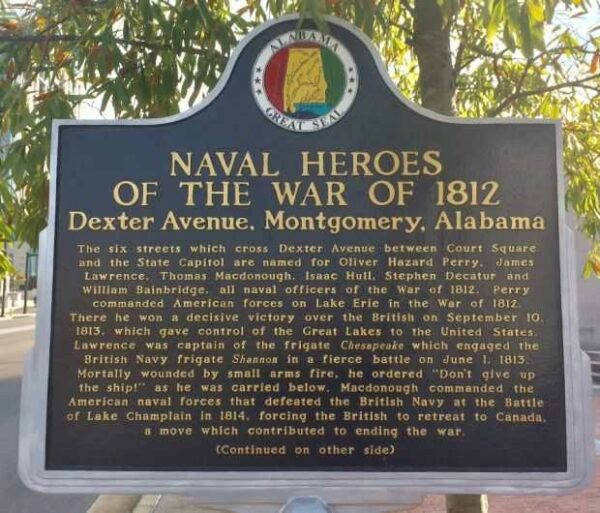 ALABAMA
GREAT SEAL
NAVAL HEROES
OF THE WAR OF 1812
Dexter Avenue, Montgomery, Alabama
The six streets which cross Dexter Avenue between Court Square
and the State Capitol are named for Oliver Hazard Perry, James
Lawrence, Thomas Macdonough, Isaac Hull, Stephen Decatur and
William Bainbridge, all naval officers of the War of 1812. Perry
commanded American forces on Lake Erie in the War of 1812.
There he won a decisive victory over the British on September 10,
1813, which gave control of the Great Lakes to the United States.
Lawrence was captain of the frigate Chesapeake which engaged the
British Navy frigate Shannon in a fierce battle on June 1, 1813.
Mortally wounded by small arms fire, he ordered "Don't give up
the ship!" as he was carried below. Macdonough commanded the
American naval forces that defeated the British Navy at the Battle
of Lake Champlain in 1814, forcing the British to retreat to Canada,
a move which contributed to ending the war.
(Continued on other side)